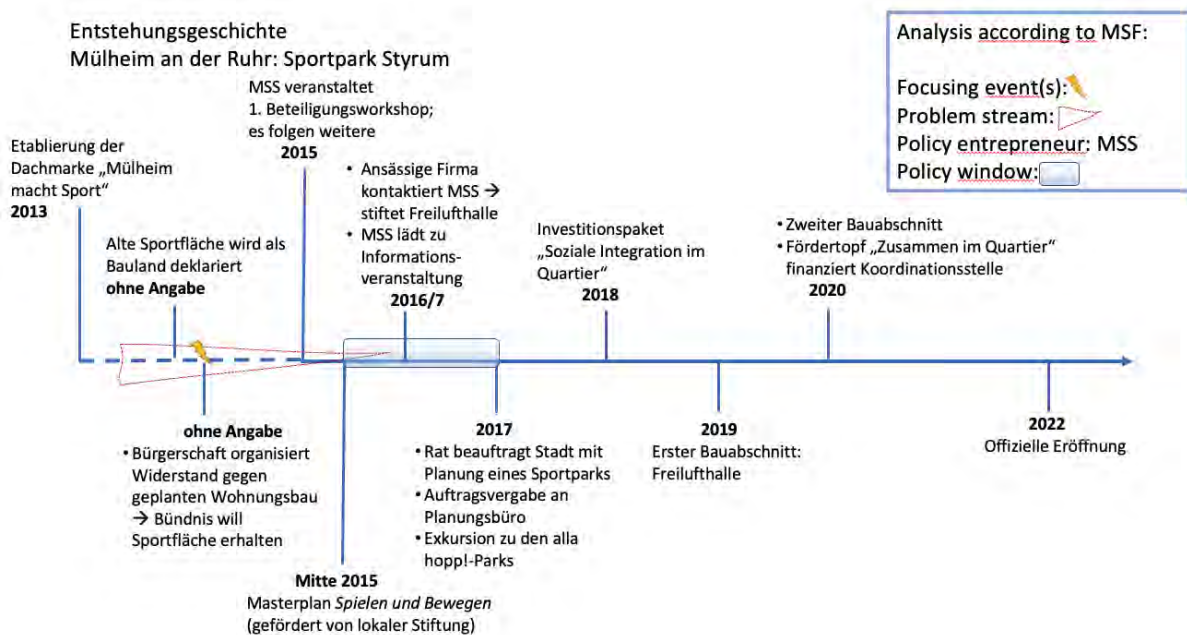 Entstehungsgeschichte
Mülheim an der Ruhr: Sportpark Styrum
Analysis according to MSF:
Focusing event(s):
Problem stream:
Policy entrepreneur: MSS
Policy window:
Etablierung der
Dachmarke „Mülheim
macht Sport“
2013
Alte Sportfläche wird als
Bauland deklariert
ohne Angabe
MSS veranstaltet
1. Beteiligungsworkshop;
es folgen weitere
2015
• Ansässige Firma
kontaktiert MSS →
stiftet Freilufthalle
• MSS lädt zu
Informations-
veranstaltung
2016/7
Investitionspaket
„Soziale Integration im
Quartier“
2018
• Zweiter Bauabschnitt
• Fördertopf „Zusammen im Quartier“
finanziert Koordinationsstelle
2020
ohne Angabe
• Bürgerschaft organisiert
Widerstand gegen
geplanten Wohnungsbau
→ Bündnis will
Sportfläche erhalten
Mitte 2015
Masterplan Spielen und Bewegen
(gefördert von lokaler Stiftung)
2017
• Rat beauftragt Stadt mit
Planung eines Sportparks
• Auftragsvergabe an
Planungsbüro
• Exkursion zu den alla
hopp!-Parks
2019
Erster Bauabschnitt:
Freilufthalle
2022
Offizielle Eröffnung